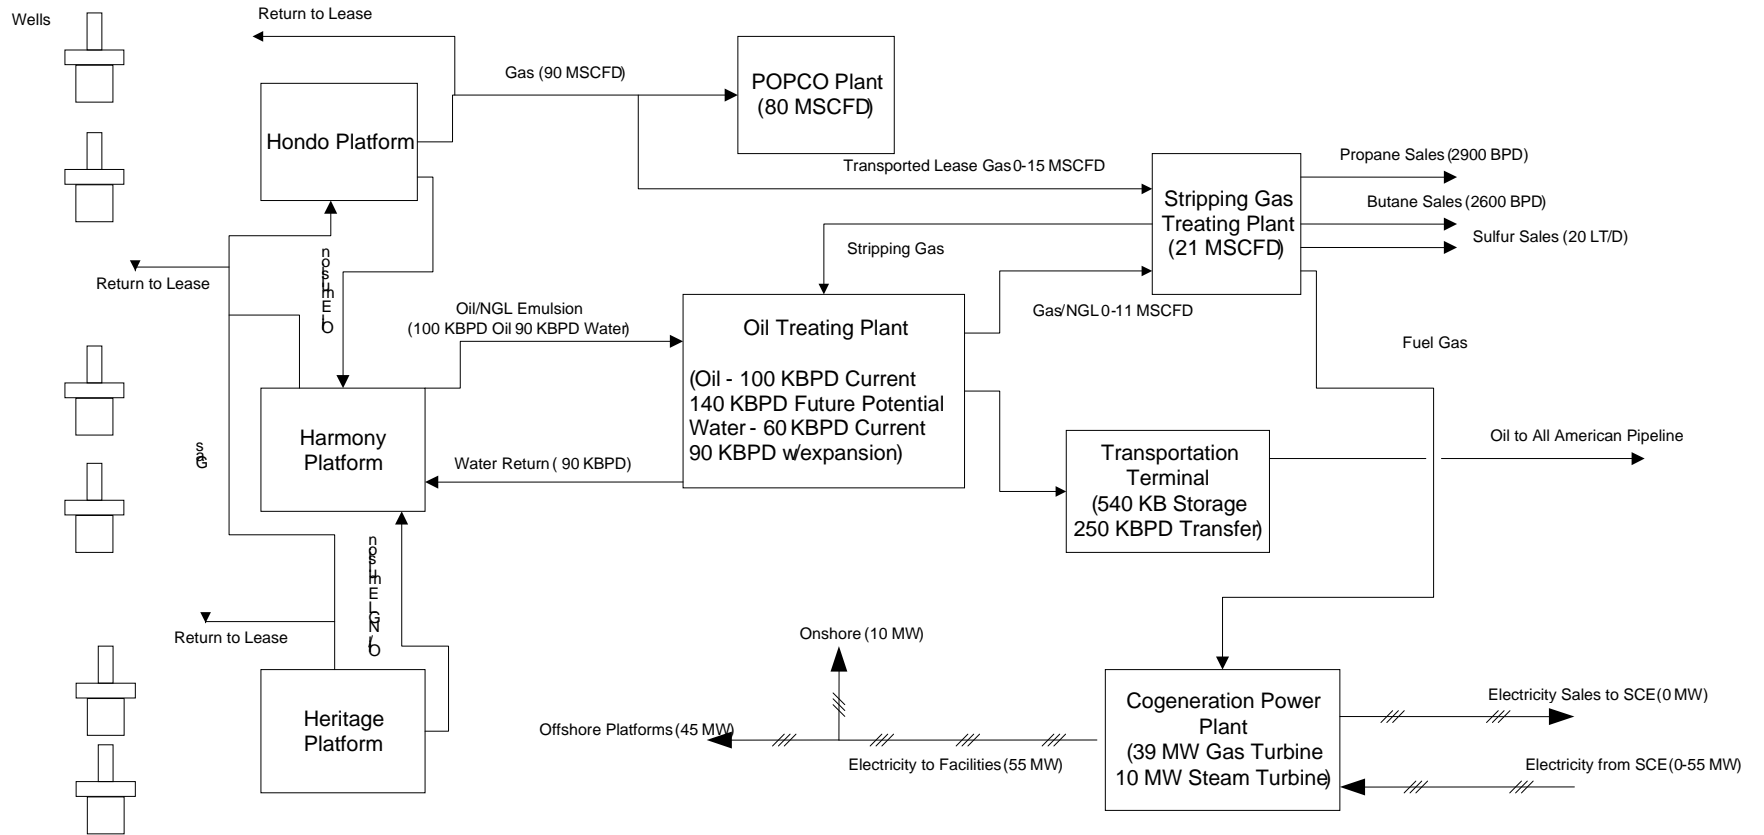 Wells
Return to Lease
Gas (90 MSCFD)
POPCO Plant
(80 MSCFD)
Hondo Platform
Transported Lease Gas 0-15 MSCFD
Stripping Gas
Treating Plant
(21 MSCFD)
Propane Sales (2900 BPD)
Butane Sales (2600 BPD)
Sulfur Sales (20 LT/D)
Return to Lease
Stripping Gas
Oil/NGL Emulsion
(100 KBPD Oil 90 KBPD Water)
Oil Treating Plant
(Oil - 100 KBPD Current
140 KBPD Future Potential
Water - 60 KBPD Current
90 KBPD w/expansion)
Gas/NGL 0-11 MSCFD
Fuel Gas
Harmony
Platform
Gas
Water Return ( 90 KBPD)
Transportation
Terminal
(540 KB Storage
250 KBPD Transfer)
Oil to All American Pipeline
Return to Lease
Heritage
Platform
Onshore (10 MW)
Offshore Platforms (45 MW)
Electricity to Facilities (55 MW)
Cogeneration Power
Plant
(39 MW Gas Turbine
10 MW Steam Turbine)
Electricity Sales to SCE (0 MW)
Electricity from SCE (0-55 MW)